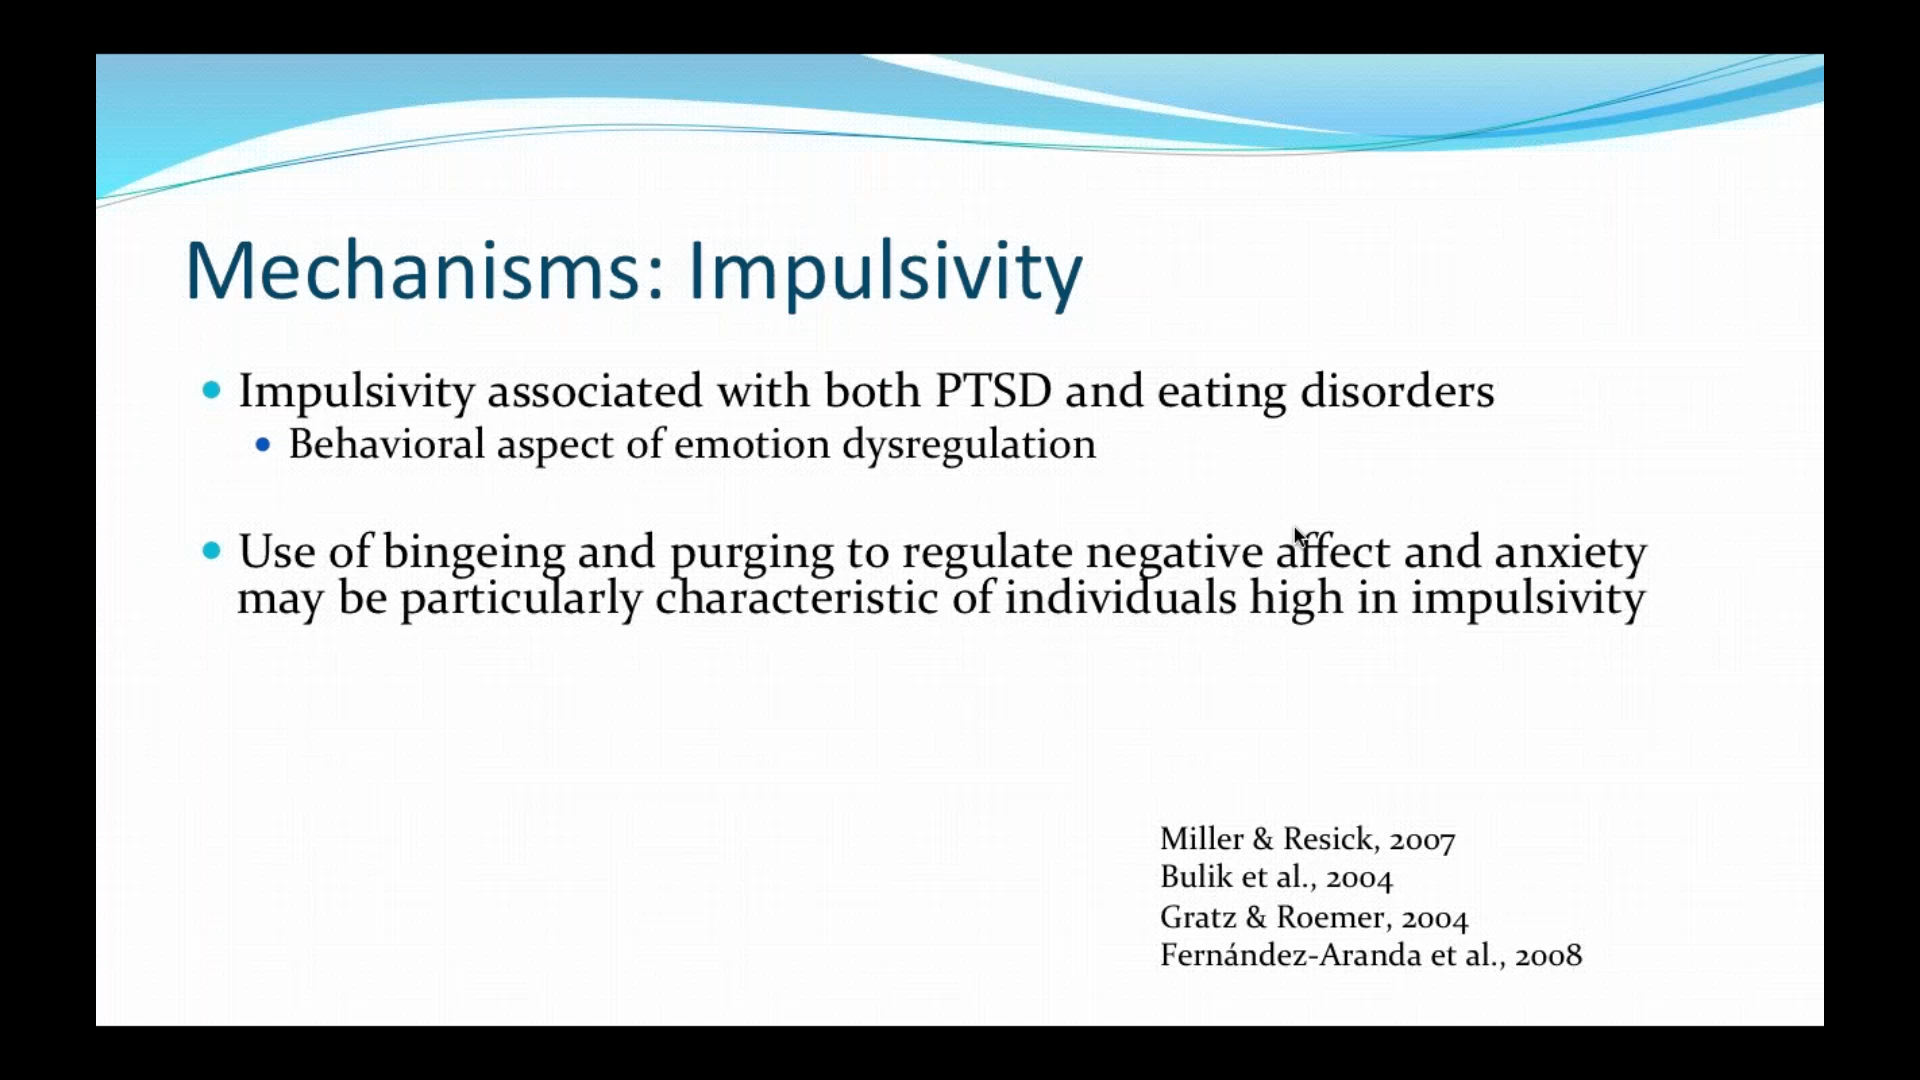 Mechanisms: Impulsivity
Impulsivity associated with both PTSD and eating disorders
Behavioral aspect of emotion dysregulation
Use of bingeing and purging to regulate negative affect and anxiety
may be particularly characteristic of individuals high in impulsivity
Miller & Resick, 2007
Bulik et al., 2004
Gratz & Roemer, 2004
Fernández-Aranda et al., 2008